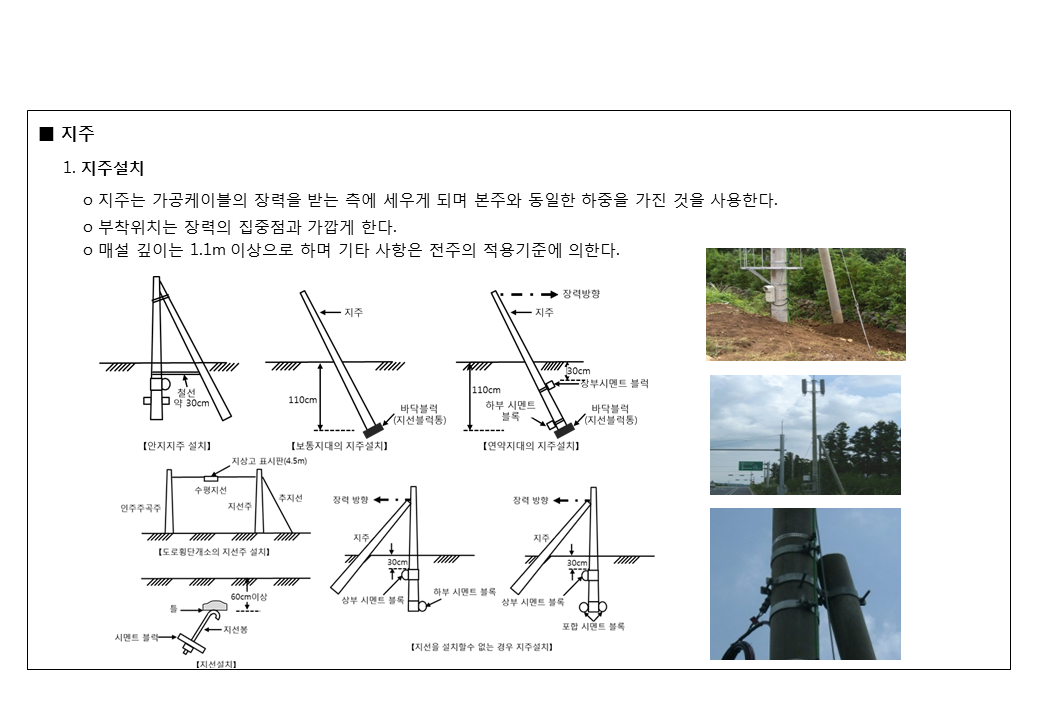 ■ 지주
1. 지주설치
ㅇ 지주는 가공케이블의 장력을 받는 측에 세우게 되며 본주와 동일한 하중을 가진 것을 사용한다.
ㅇ 부착위치는 장력의 집중점과 가깝게 한다.
ㅇ 매설 깊이는 1.1m 이상으로 하며 기타 사항은 전주의 적용기준에 의한다.
철선
약 30cm
【안지지주 설치】
지주
110cm
바닥블럭
(지선블럭통)
【보통지대의 지주설치】
장력방향
지주
30cm
상부시멘트 블럭
110cm
하부 시멘트
블록
바닥블럭
(지선블럭통)
【연약지대의 지주설치】
지상고 표시판(4.5m)
수평지선
인주주곡주
지선주
추지선
【도로횡단개소의 지선주 설치】
60cm이상
틀
지선봉
시멘트 블럭
【지선설치】
장력 방향
지주
30cm
상부 시멘트 블록
하부 시멘트 블록
장력 방향
지주
30cm
상부 시멘트 블록
포함 시멘트 블록
【지선을 설치할수 없는 경우 지주설치】